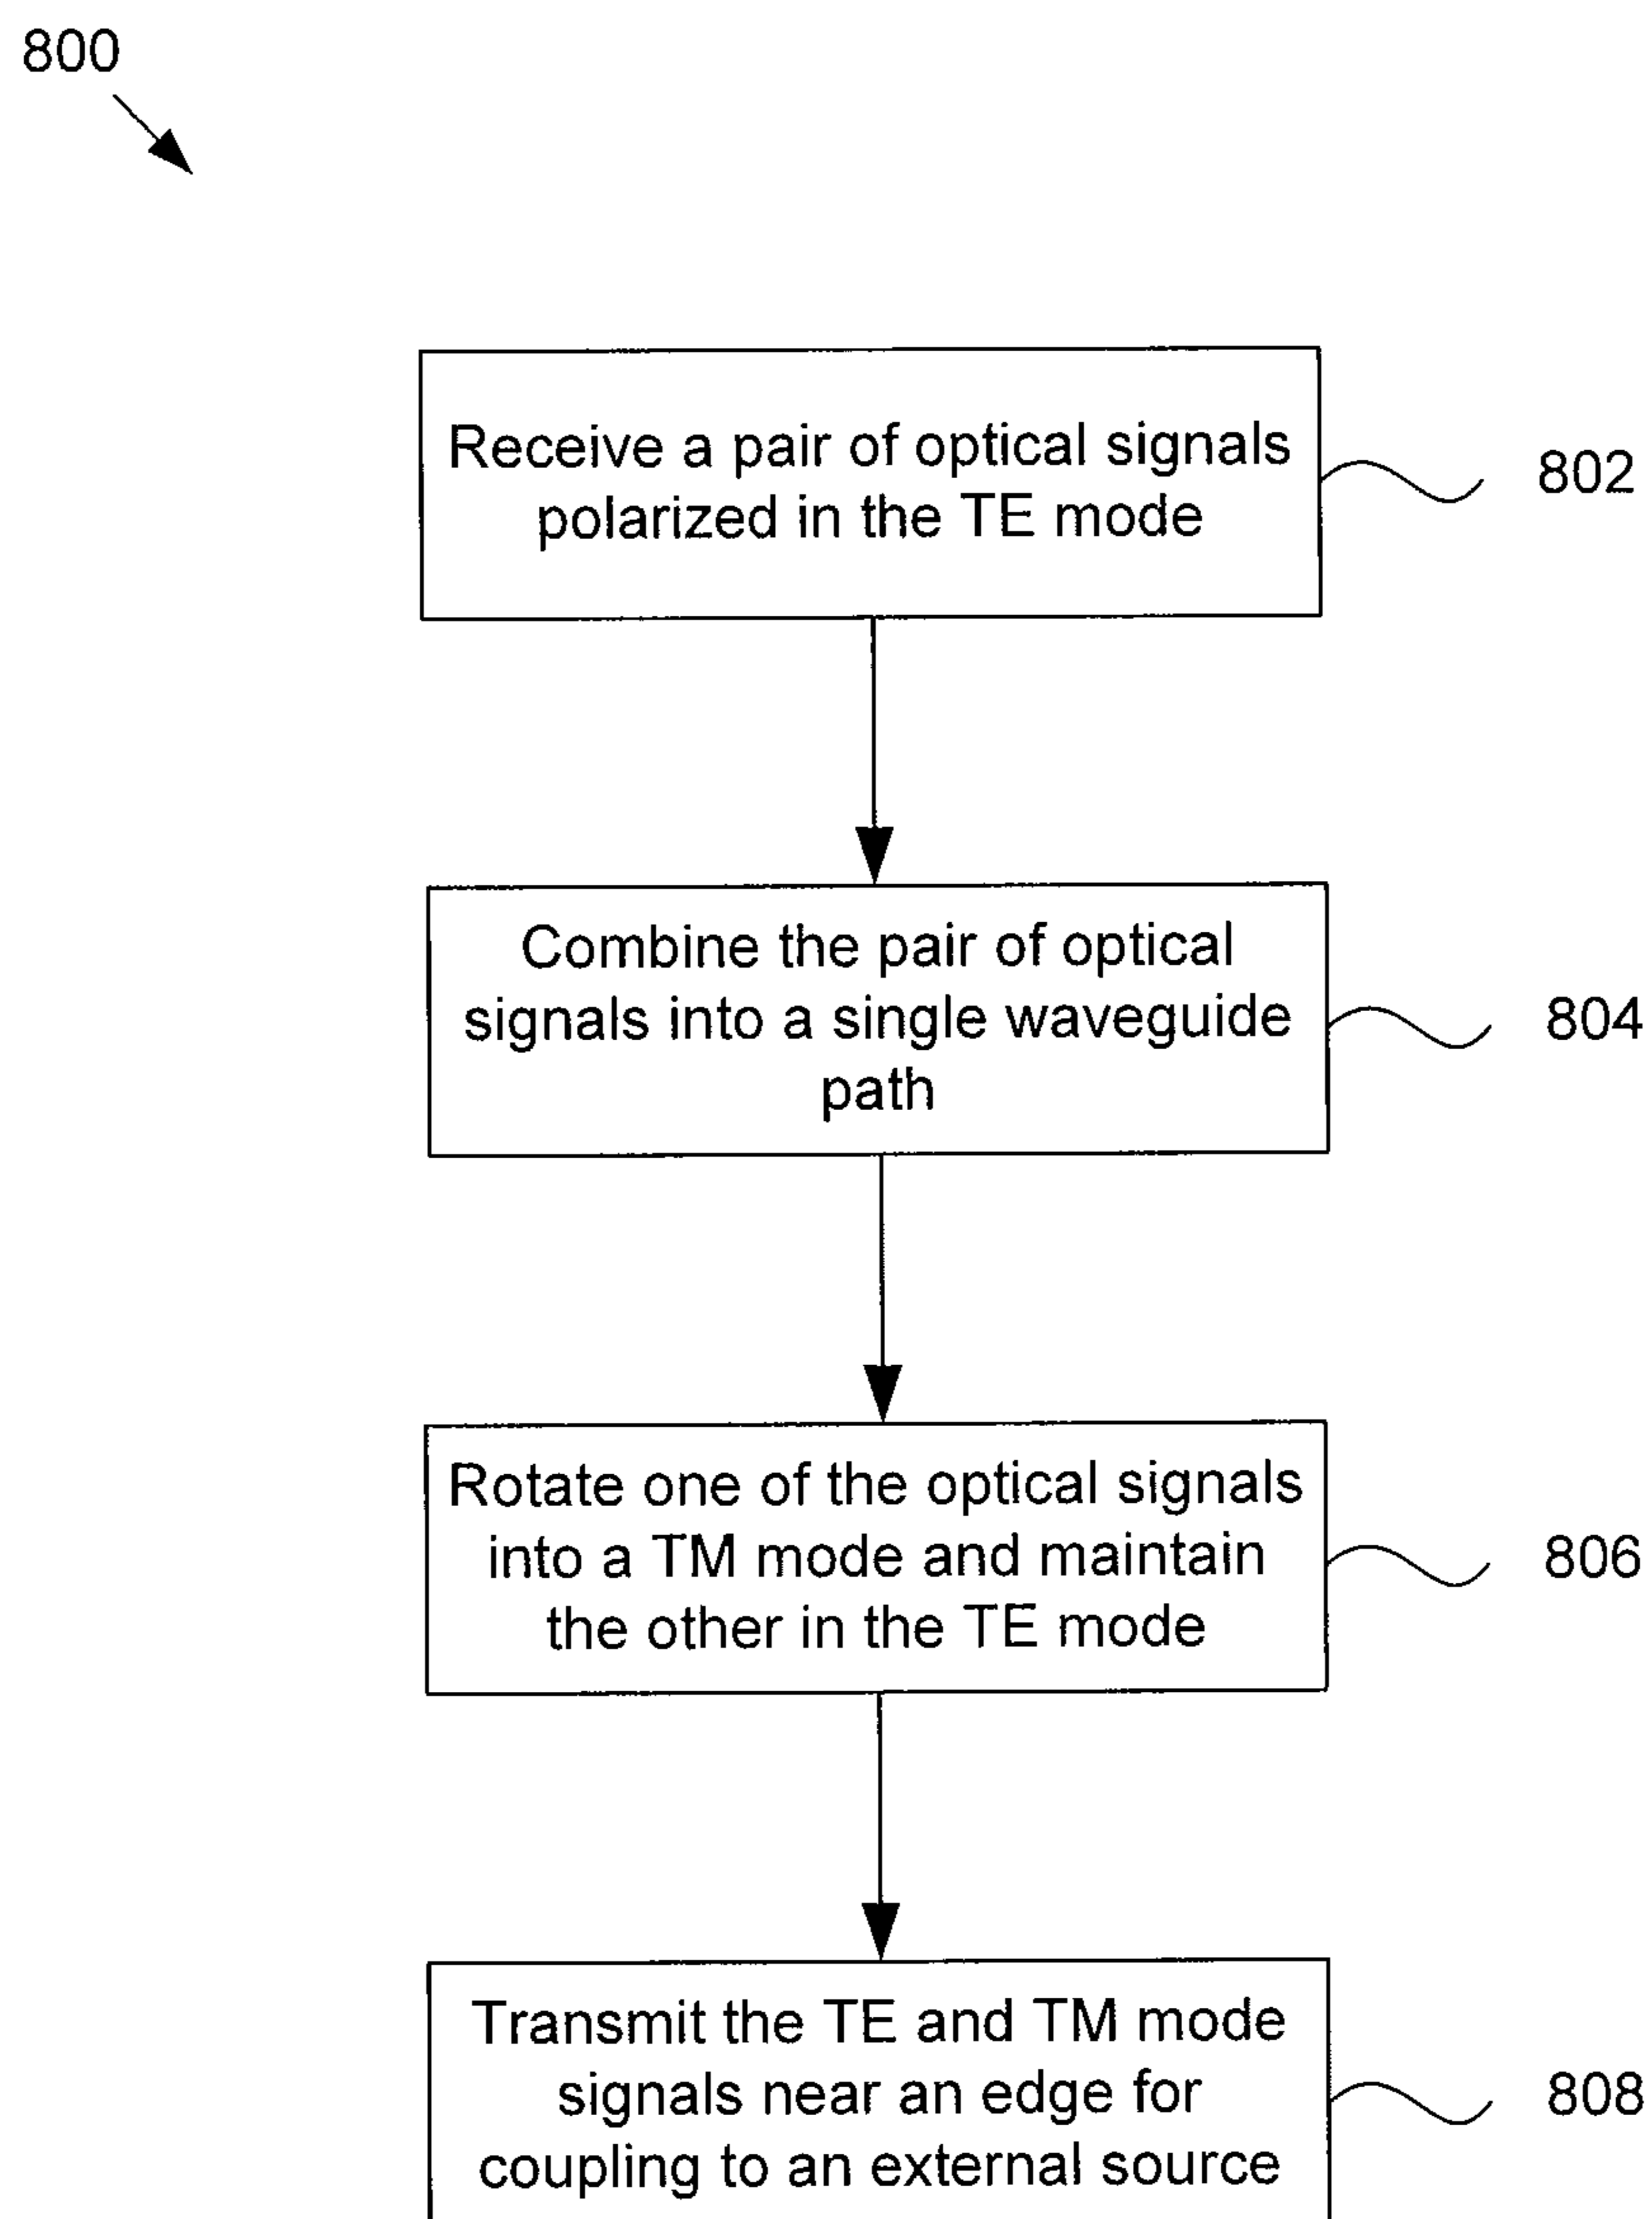 800
Receive a pair of optical signals
polarized in the TE mode
802
Combine the pair of optical
signals into a single waveguide
path
804
Rotate one of the optical signals
into a TM mode and maintain
the other in the TE mode
806
Transmit the TE and TM mode
signals near an edge for
coupling to an external source
808